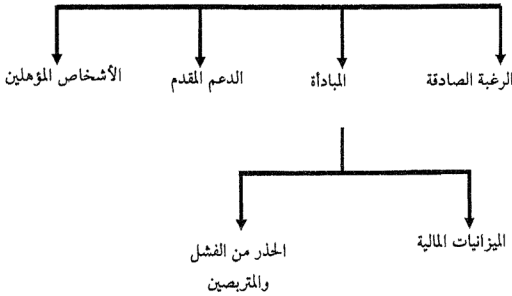 الرغبة الصادقة
المبادأة
الدعم المقدم
الأشخاص المؤهلين
الميزانيات المالية
الحذر من الفشل
والمتربصين